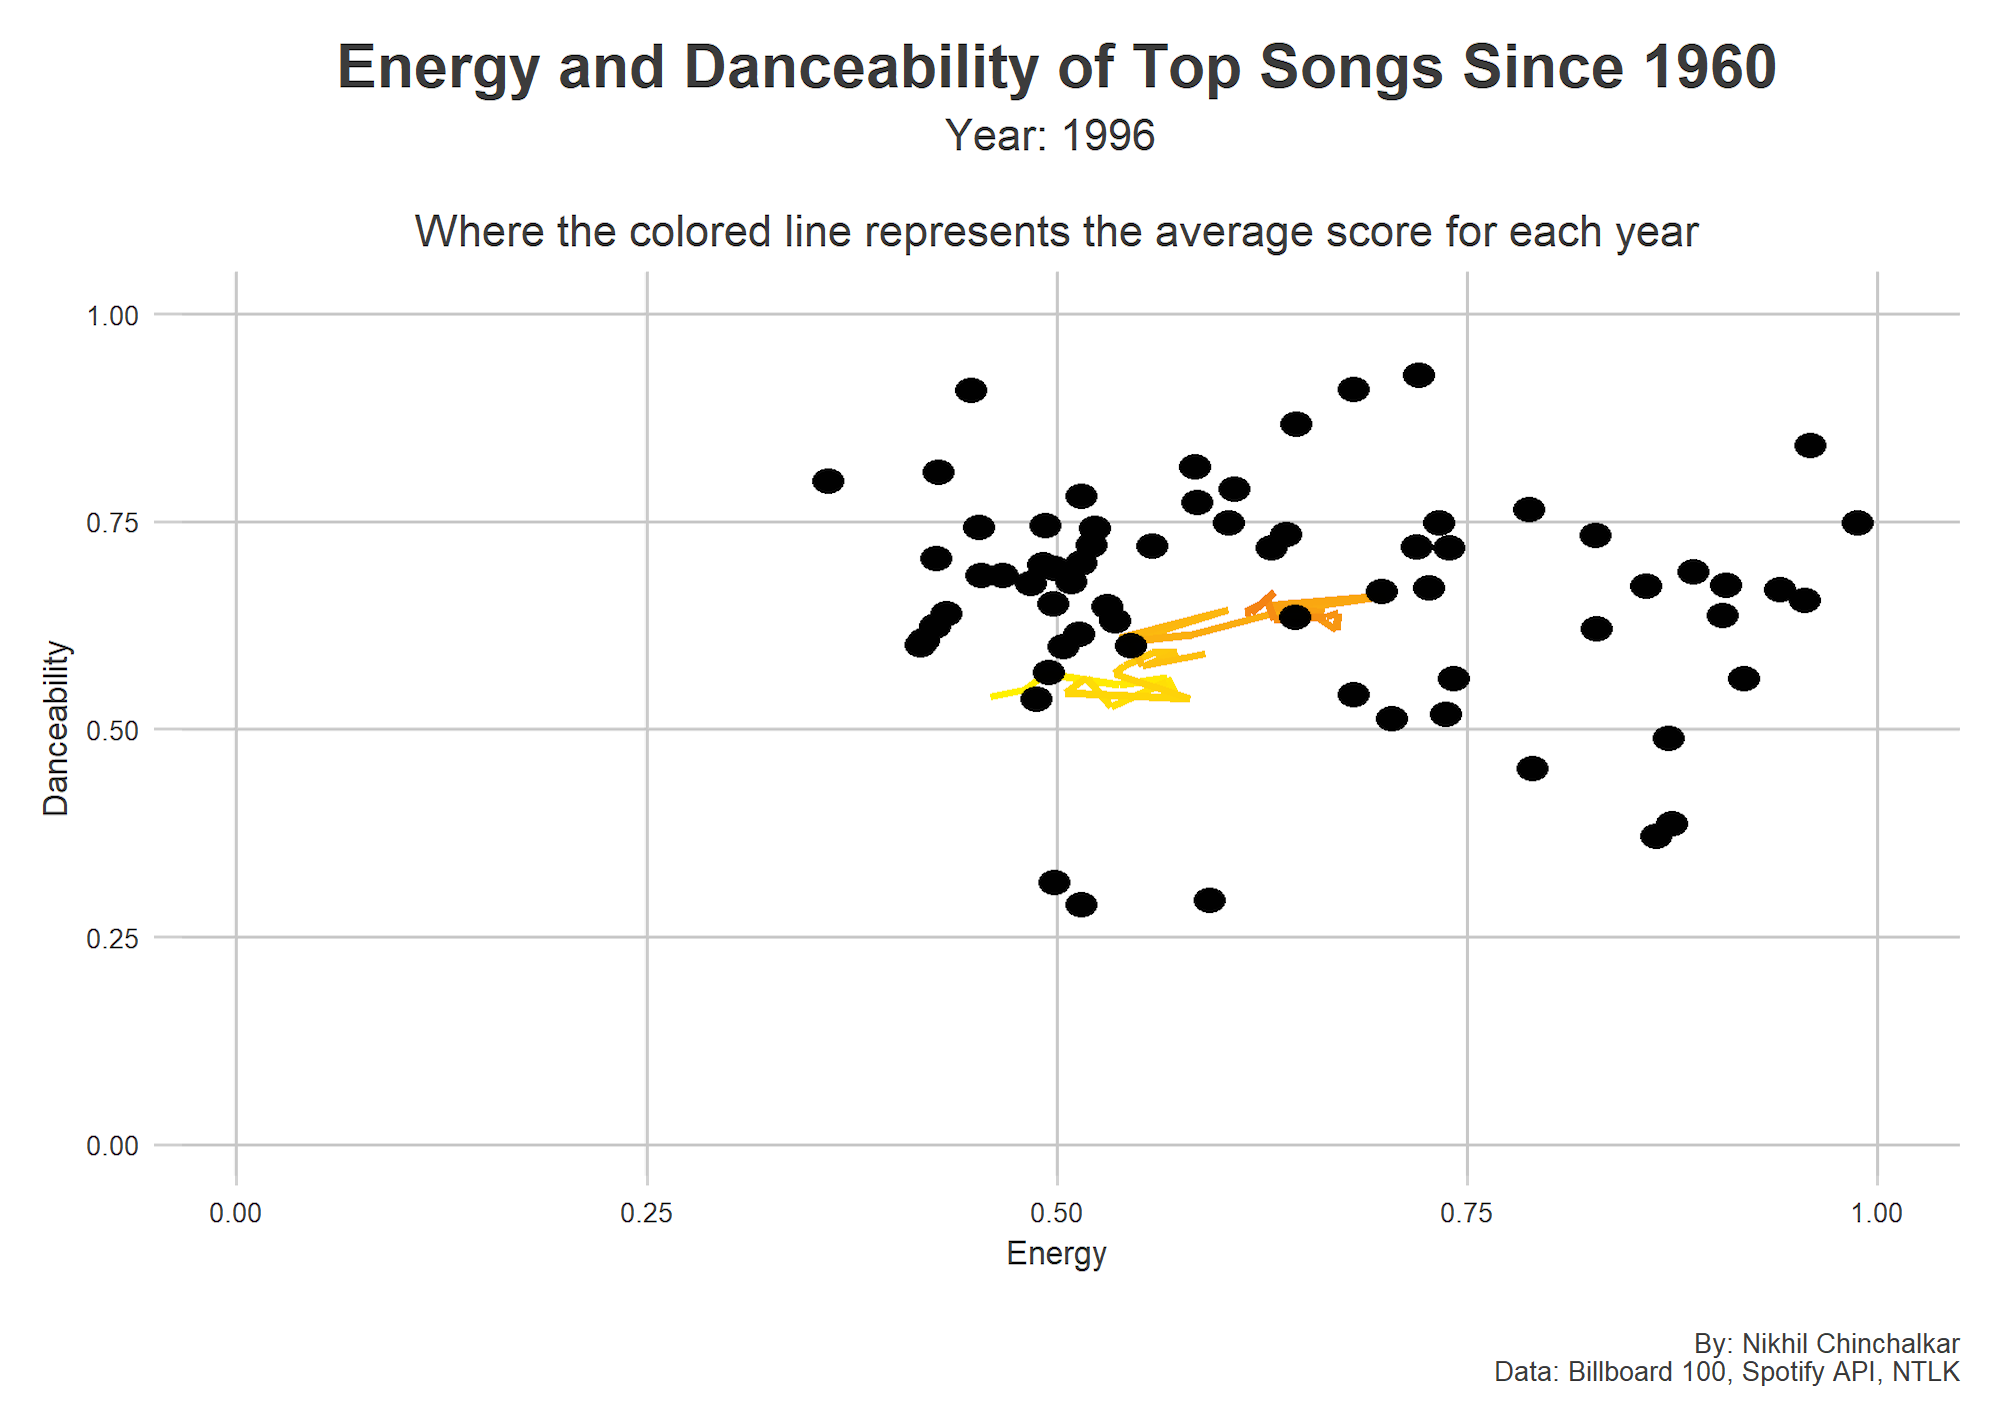 Energy and Danceability of Top Songs Since 1960
Year: 1996
Where the colored line represents the average score for each year
1.00
0.75
0.50
0.25
0.00
Danceability
0.00 0.25 0.50 0.75 1.00
Energy
By: Nikhil Chinchalkar
Data: Billboard 100, Spotify API, NTLK